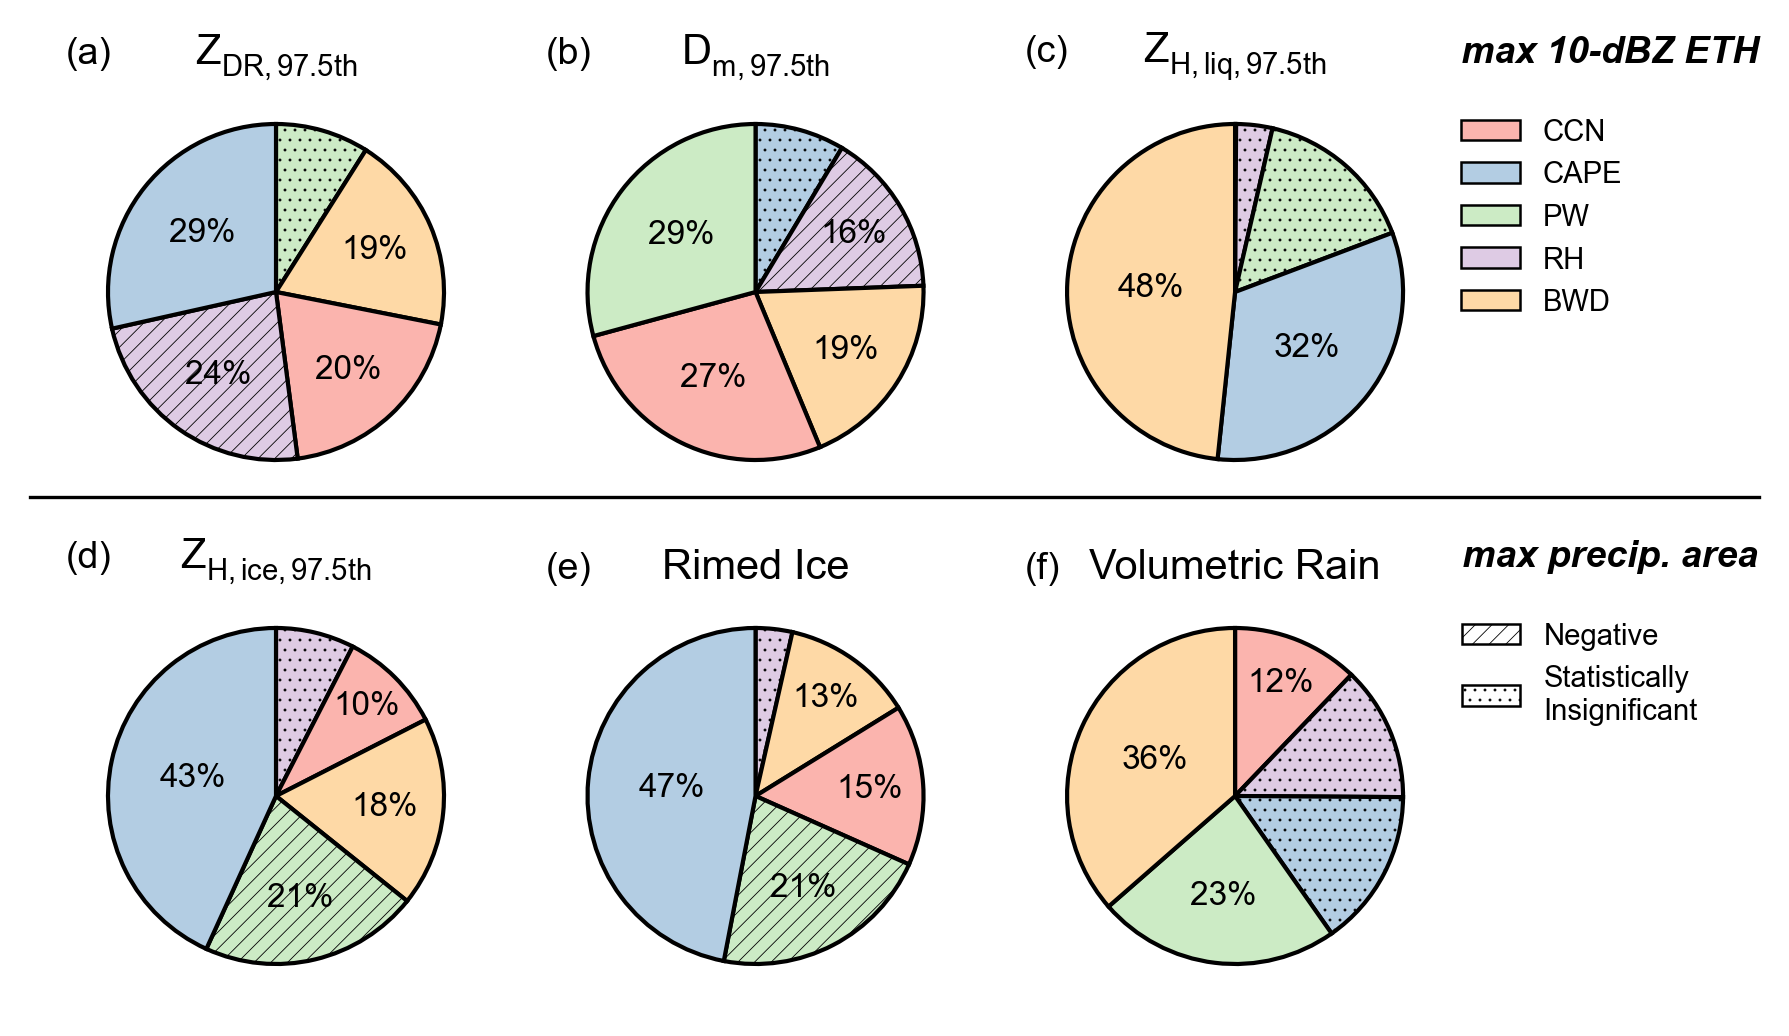 (a) Z_DR, 97.5th
(b) D_m, 97.5th
(c) Z_H, liq, 97.5th
max 10-dBZ ETH
29%
19%
24%
20%
29%
16%
27%
19%
48%
32%
CCN
CAPE
PW
RH
BWD
(d) Z_H, ice, 97.5th
(e) Rimed Ice
(f) Volumetric Rain
max precip. area
43%
10%
18%
21%
47%
13%
15%
21%
36%
12%
23%
Negative
Statistically
Insignificant